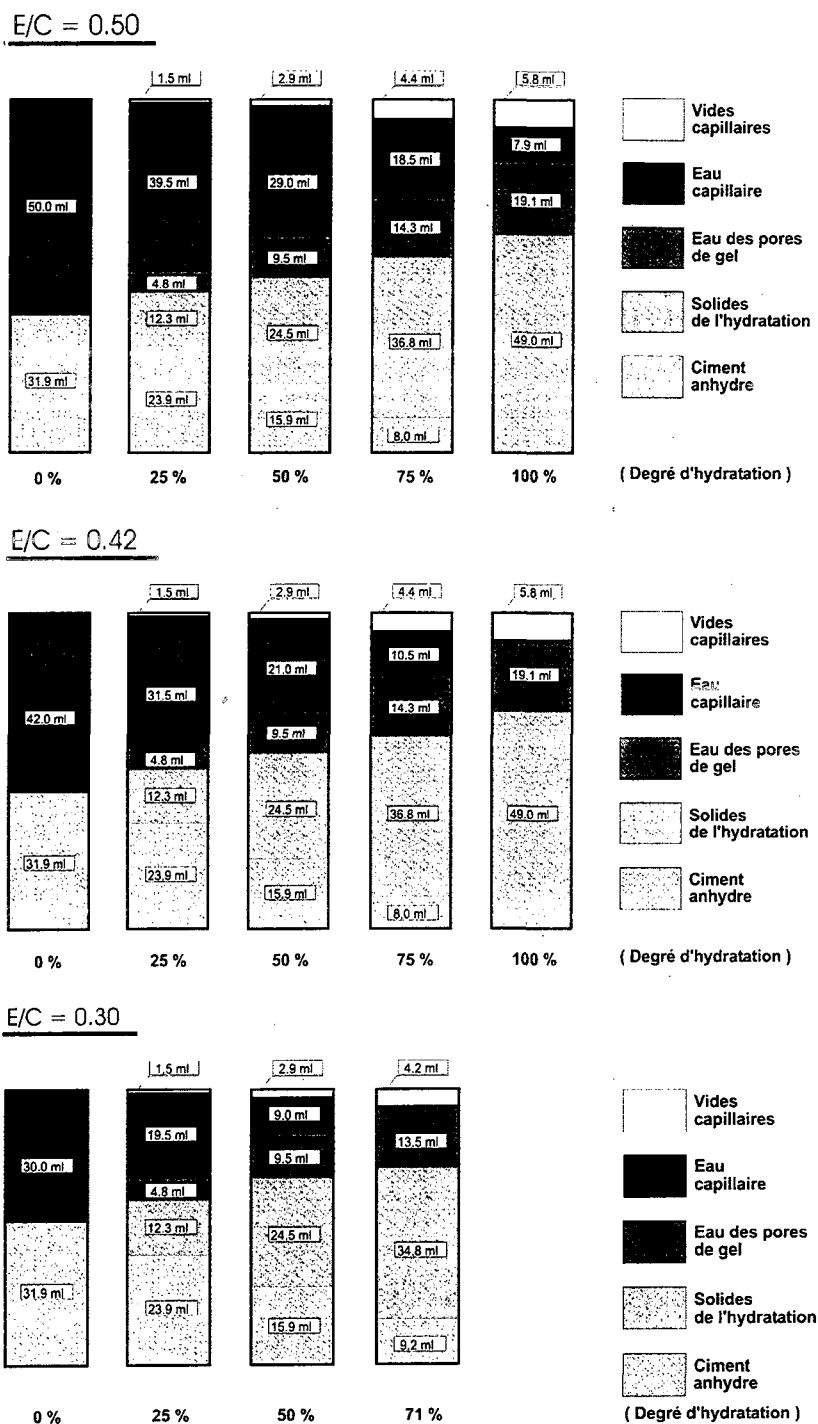 E/C = 0.50
1.5 ml 2.9 ml 4.4 ml 5.8 ml
Vides
capillaires
7.9 ml
18.5 ml
Eau
capillaire
50.0 ml 39.5 ml 29.0 ml 19.1 ml
14.3 ml
Eau des pores
de gel
9.5 ml
4.8 ml
Solides
de l'hydratation
12.3 ml 24.5 ml 36.8 ml 49.0 ml
Ciment
anhydre
31.9 ml 23.9 ml 15.9 ml 8.0 ml
0 % 25 % 50 % 75 % 100 % ( Degré d'hydratation )
E/C = 0.42
1.5 ml 2.9 ml 4.4 ml 5.8 ml
Vides
capillaires
10.5 ml
21.0 ml 19.1 ml
Eau
capillaire
42.0 ml 31.5 ml 14.3 ml
9.5 ml
Eau des pores
de gel
4.8 ml
12.3 ml 24.5 ml 36.8 ml 49.0 ml
Solides
de l'hydratation
31.9 ml 23.9 ml 15.9 ml 8.0 ml
Ciment
anhydre
0 % 25 % 50 % 75 % 100 % ( Degré d'hydratation )
E/C = 0.30
1.5 ml 2.9 ml 4.2 ml
Vides
capillaires
9.0 ml
19.5 ml 13.5 ml
9.5 ml
Eau
capillaire
30.0 ml
4.8 ml
Eau des pores
de gel
12.3 ml 24.5 ml 34.8 ml
Solides
de l'hydratation
31.9 ml 23.9 ml 15.9 ml 9.2 ml
Ciment
anhydre
0 % 25 % 50 % 71 % ( Degré d'hydratation )